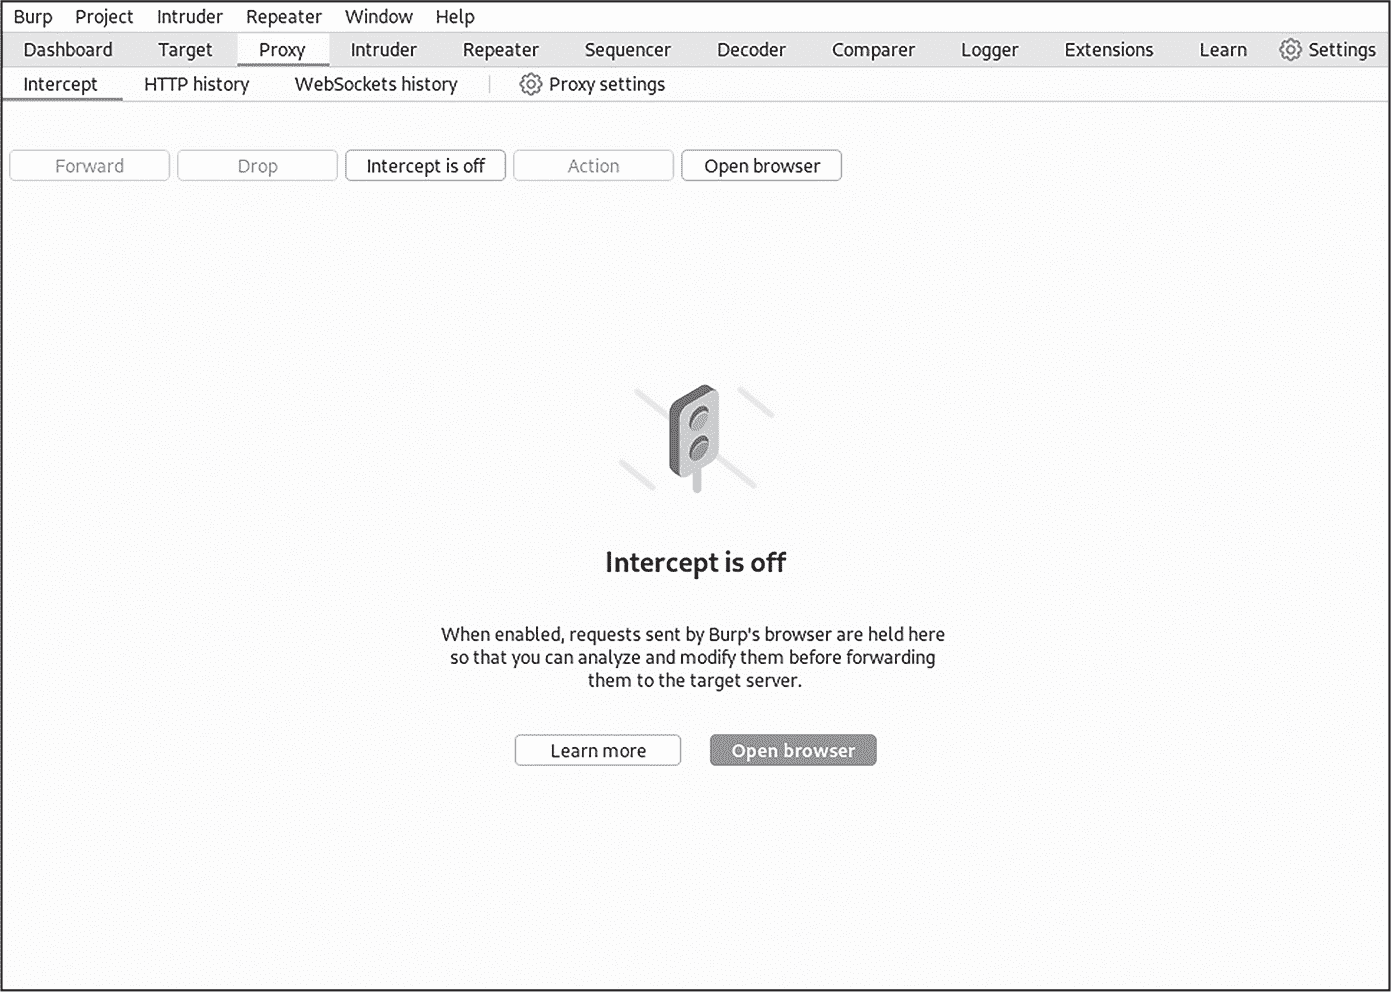 Burp Project Intruder Repeater Window Help
Dashboard Target Proxy Intruder Repeater Sequencer Decoder Comparer Logger Extensions Learn Settings
Intercept HTTP history WebSockets history Proxy settings
Forward Drop Intercept is off Action Open browser
Intercept is off
When enabled, requests sent by Burp's browser are held here
so that you can analyze and modify them before forwarding
them to the target server.
Learn more Open browser